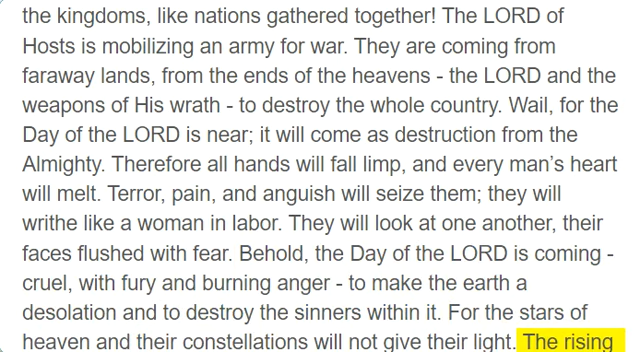 the kingdoms, like nations gathered together! The LORD of
Hosts is mobilizing an army for war. They are coming from
faraway lands, from the ends of the heavens - the LORD and the
weapons of His wrath - to destroy the whole country. Wail, for the
Day of the LORD is near; it will come as destruction from the
Almighty. Therefore all hands will fall limp, and every man’s heart
will melt. Terror, pain, and anguish will seize them; they will
writhe like a woman in labor. They will look at one another, their
faces flushed with fear. Behold, the Day of the LORD is coming -
cruel, with fury and burning anger - to make the earth a
desolation and to destroy the sinners within it. For the stars of
heaven and their constellations will not give their light. The rising